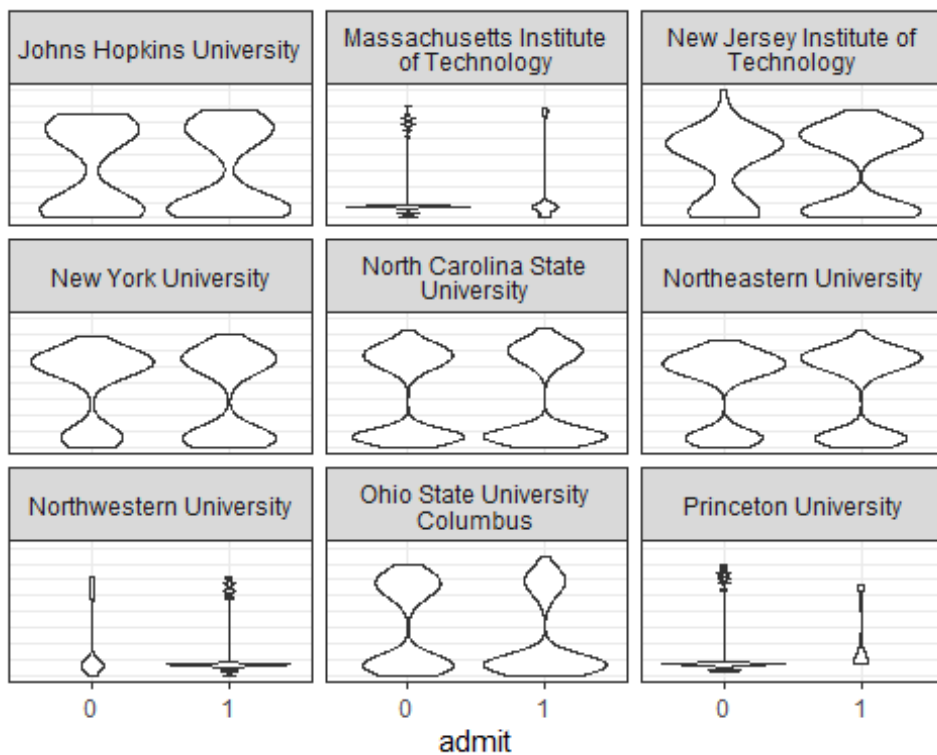 Johns Hopkins University
Massachusetts Institute
of Technology
New Jersey Institute of
Technology
New York University
North Carolina State
University
Northeastern University
Northwestern University
Ohio State University
Columbus
Princeton University
0 1
0 1
0 1
admit